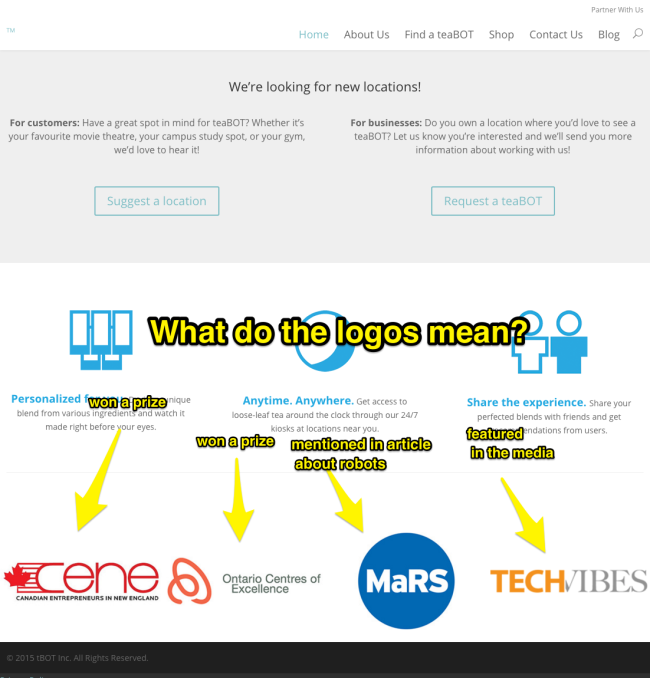 Partner With Us
TM
Home About Us Find a teaBOT Shop Contact Us Blog
We're looking for new locations!
For customers: Have a great spot in mind for teaBOT? Whether it's
your favourite movie theatre, your campus study spot, or your gym,
we'd love to hear it!
For businesses: Do you own a location where you'd love to see a
teaBOT? Let us know you're interested and we'll send you more
information about working with us!
Suggest a location
Request a teaBOT
What do the logos mean?
Personalized
won a prize
unique
blend from various ingredients and watch it
made right before your eyes.
Anytime. Anywhere. Get access to
loose-leaf tea around the clock through our 24/7
kiosks at locations near you.
Share the experience. Share your
perfected blends with friends and get
from users.
won a prize
mentioned in article
about robots
featured
in the media
cene
CANADIAN ENTREPRENEURS IN NEW ENGLAND
Ontario Centres of
Excellence
MaRS
TECHVIBES
© 2015 tBOT Inc. All Rights Reserved.